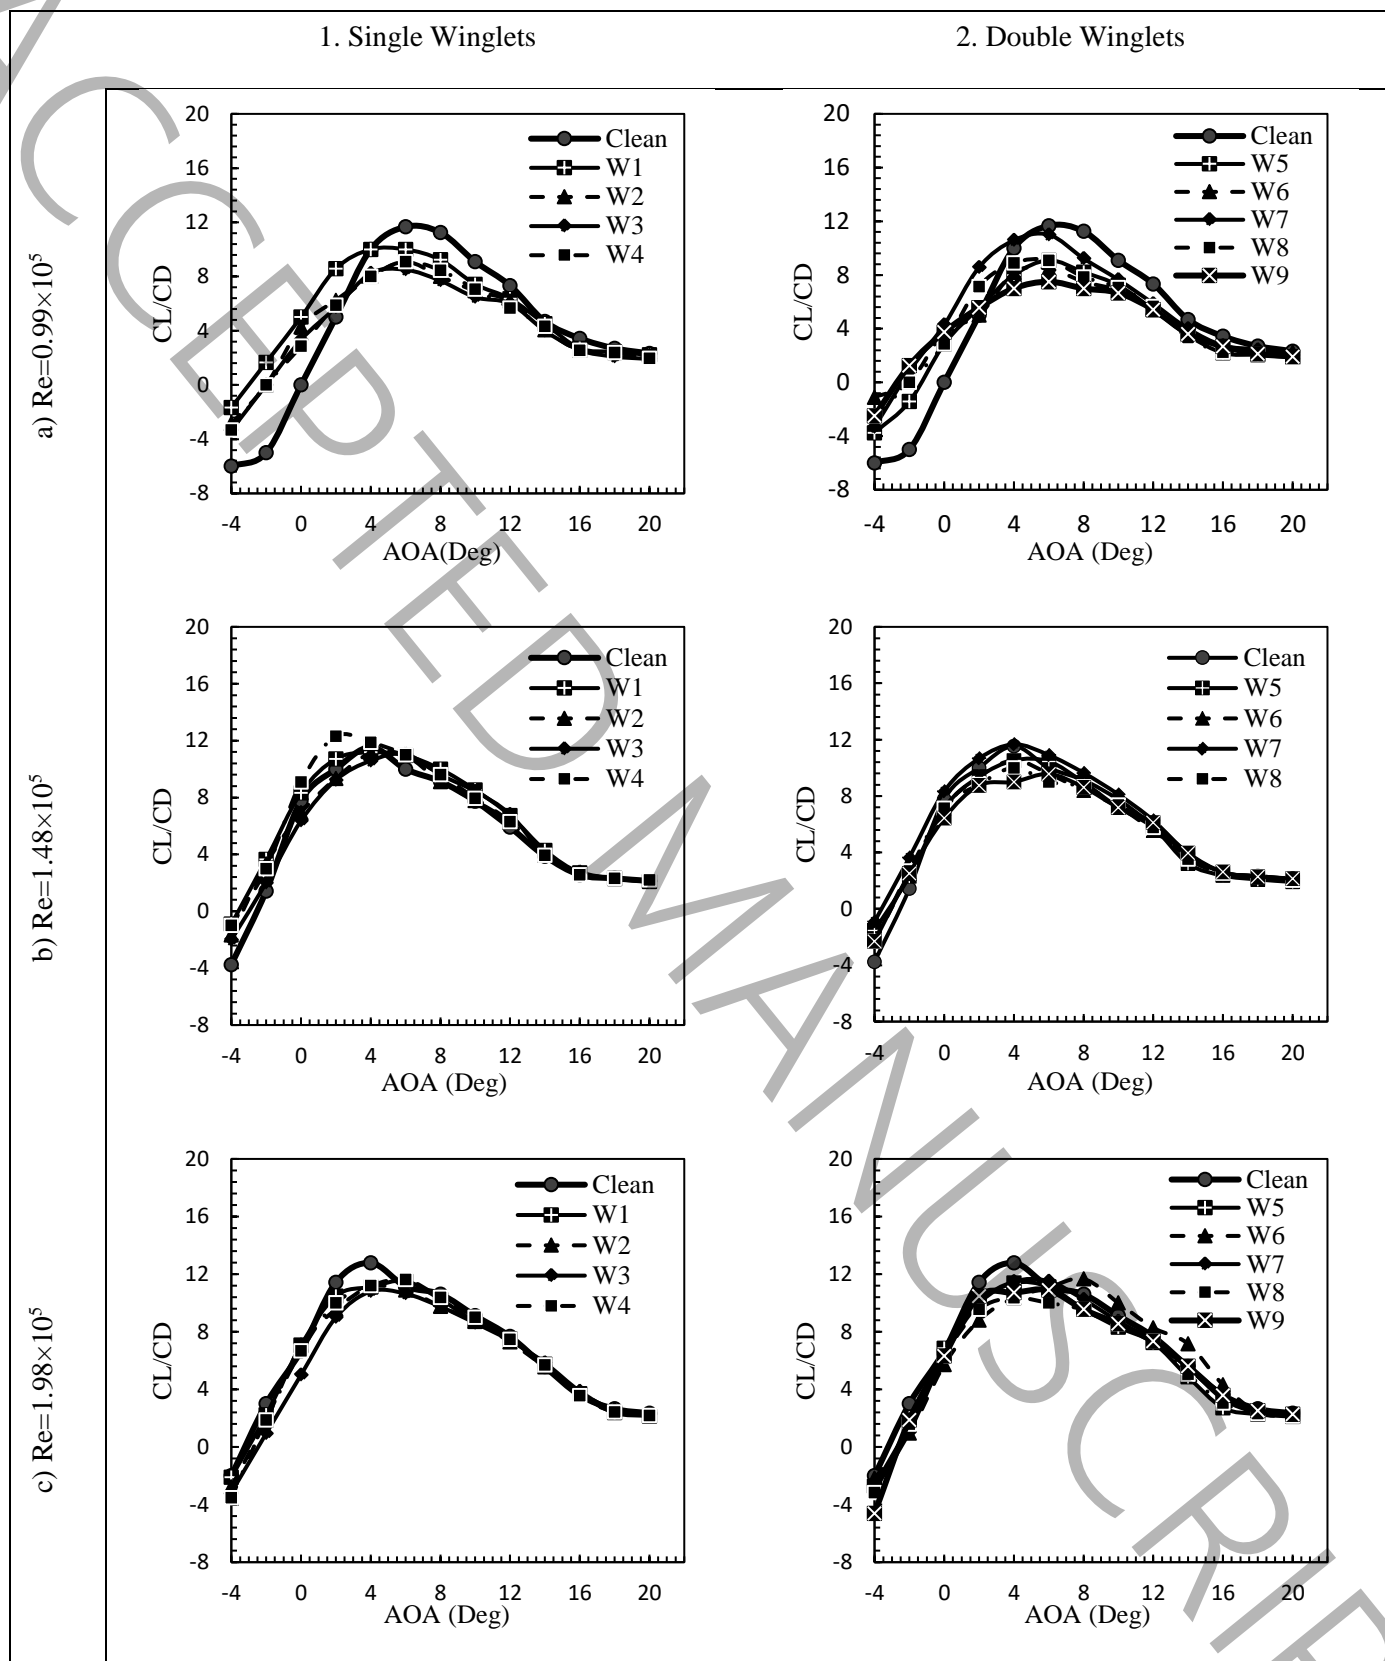 1. Single Winglets
2. Double Winglets
a) Re=0.99×10⁵
20
16
12
8
4
0
-4
-8
CL/CD
Clean
W1
W2
W3
W4
-4 0 4 8 12 16 20
AOA(Deg)
20
16
12
8
4
0
-4
-8
CL/CD
Clean
W5
W6
W7
W8
W9
-4 0 4 8 12 16 20
AOA (Deg)
b) Re=1.48×10⁵
20
16
12
8
4
0
-4
-8
CL/CD
Clean
W1
W2
W3
W4
-4 0 4 8 12 16 20
AOA (Deg)
20
16
12
8
4
0
-4
-8
CL/CD
Clean
W5
W6
W7
W8
-4 0 4 8 12 16 20
AOA (Deg)
c) Re=1.98×10⁵
20
16
12
8
4
0
-4
-8
CL/CD
Clean
W1
W2
W3
W4
-4 0 4 8 12 16 20
AOA (Deg)
20
16
12
8
4
0
-4
-8
CL/CD
Clean
W5
W6
W7
W8
W9
-4 0 4 8 12 16 20
AOA (Deg)
ACCEPTED MANUSCRIP